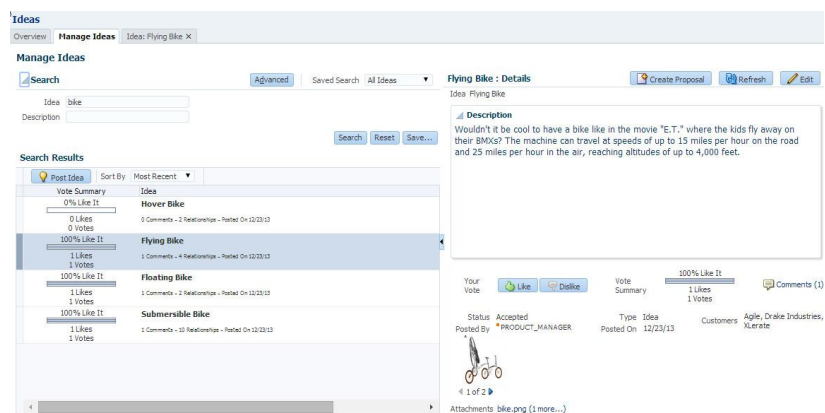 Ideas
Overview Manage Ideas Idea: Flying Bike ×
Manage Ideas
Search Advanced Saved Search All Ideas
Idea bike
Description
Search Reset Save...
Search Results
Post Idea Sort By Most Recent
Vote Summary Idea
0% Like It Hover Bike
0 Likes 0 Comments - 2 Relationships - Posted On 12/23/13
0 Votes
100% Like It Flying Bike
1 Likes 1 Comments - 4 Relationships - Posted On 12/23/13
1 Votes
100% Like It Floating Bike
1 Likes 1 Comments - 2 Relationships - Posted On 12/23/13
1 Votes
100% Like It Submersible Bike
1 Likes 1 Comments - 10 Relationships - Posted On 12/23/13
1 Votes
Flying Bike : Details Create Proposal Refresh Edit
Idea Flying Bike
Description
Wouldn't it be cool to have a bike like in the movie "E.T." where the kids fly away on
their BMXs? The machine can travel at speeds of up to 15 miles per hour on the road
and 25 miles per hour in the air, reaching altitudes of up to 4,000 feet.
Your Vote Like Dislike Vote Summary 100% Like It Comments (1)
1 Likes
1 Votes
Status Accepted Type Idea Customers Agile, Drake Industries,
XLerate
Posted By PRODUCT_MANAGER Posted On 12/23/13
1 of 2
Attachments bike.png (1 more...)